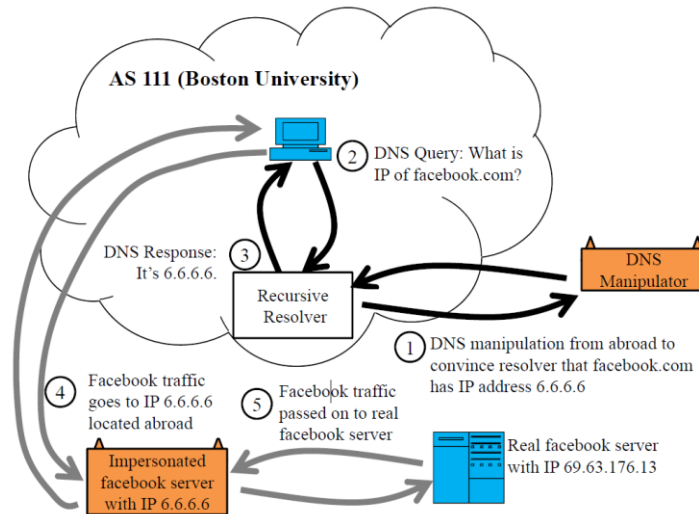 AS 111 (Boston University)
2
DNS Query: What is
IP of facebook.com?
DNS Response:
It's 6.6.6.6.
3
Recursive
Resolver
DNS
Manipulator
1
DNS manipulation from abroad to
convince resolver that facebook.com
has IP address 6.6.6.6
4
Facebook traffic
goes to IP 6.6.6.6
located abroad
5
Facebook traffic
passed on to real
facebook server
Impersonated
facebook server
with IP 6.6.6.6
Real facebook server
with IP 69.63.176.13